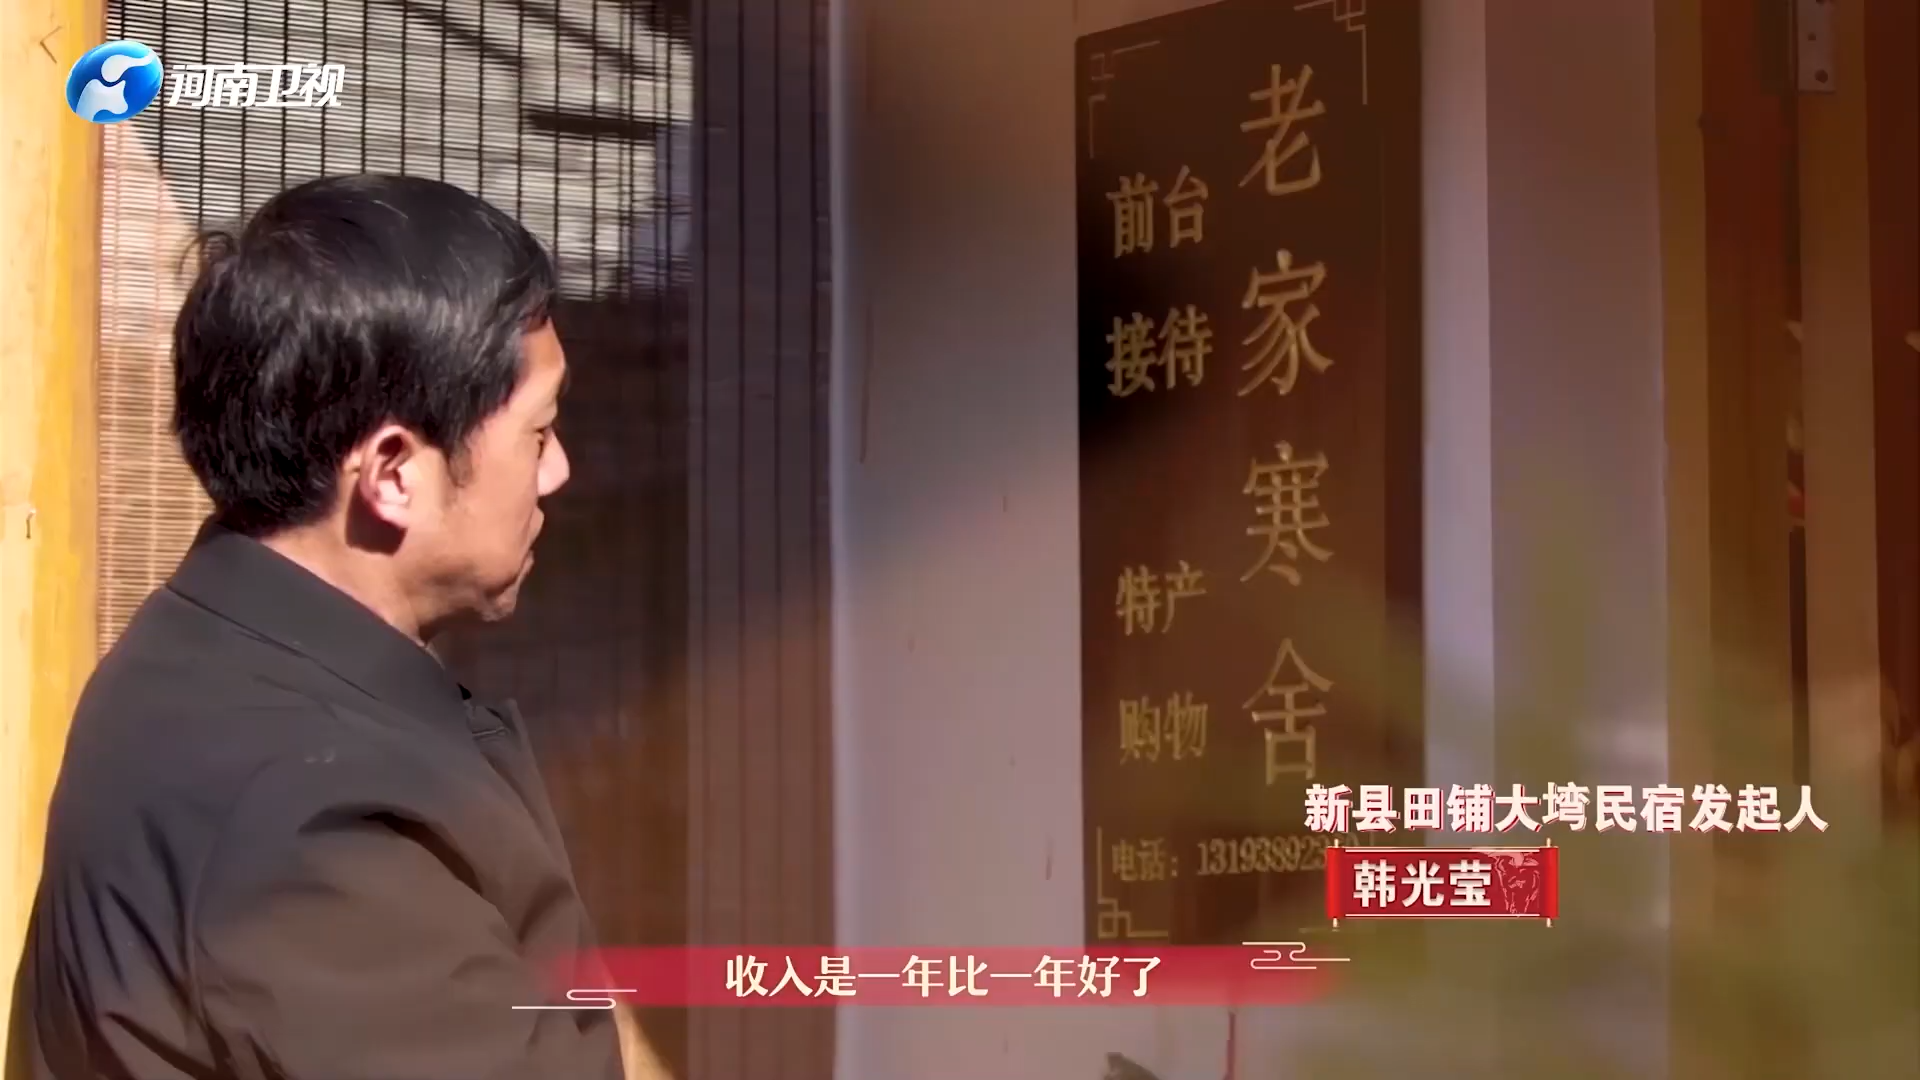 河南卫视
老家寒舍
前台
接待
特产
购物
电话：131938923
新县田铺大塆民宿发起人
韩光莹
收入是一年比一年好了